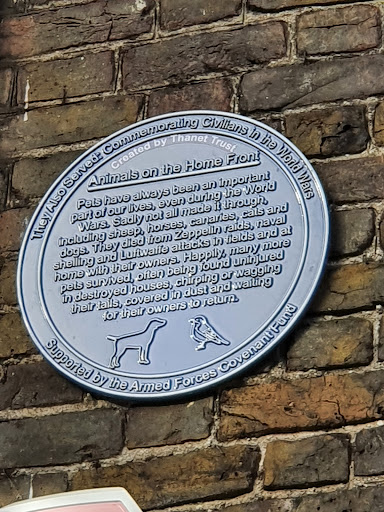 They Also Served: Commemorating Civilians in the World Wars
Created by Thanet Trust
Animals on the Home Front
Pets have always been an important
part of our lives, even during the World
Wars. Sadly not all made it through,
including sheep, horses, canaries, cats and
dogs. They died from Zeppelin raids, naval
shelling and Luftwaffe attacks in fields and at
home with their owners. Happily, many more
pets survived, often being found uninjured
in destroyed houses, chirping or wagging
their tails, covered in dust and waiting
for their owners to return.
Supported by the Armed Forces Covenant Fund